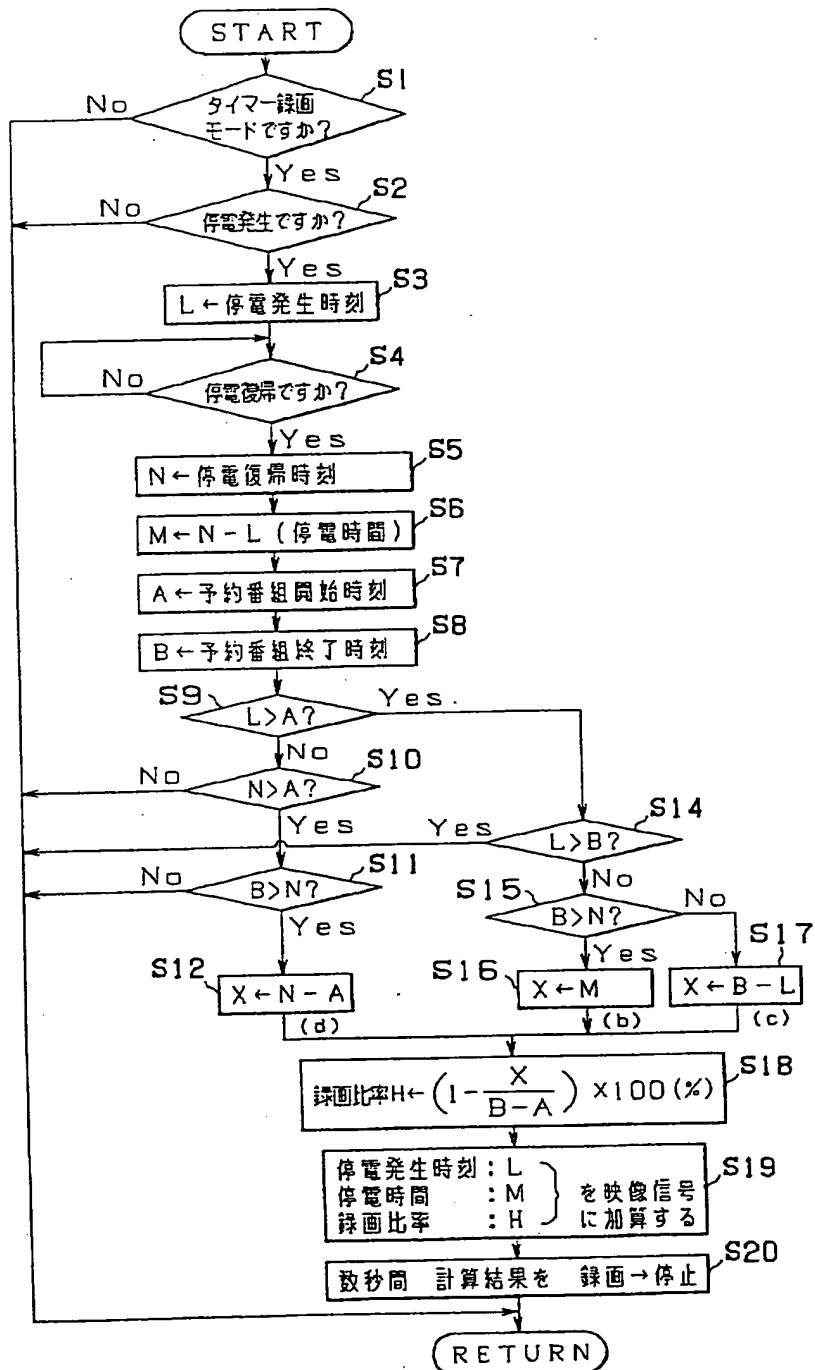 START
S1
No
タイマー録画
モードですか?
Yes
S2
No
停電発生ですか?
Yes
S3
L←停電発生時刻
S4
No
停電復帰ですか?
Yes
S5
N←停電復帰時刻
S6
M←N-L(停電時間)
S7
A←予約番組開始時刻
S8
B←予約番組終了時刻
S9
L>A?
Yes.
No
S10
No
N>A?
Yes
S14
Yes
L>B?
No
S11
No
B>N?
Yes
S15
B>N?
No
Yes
S12
X←N-A
(d)
S16
X←M
(b)
S17
X←B-L
(c)
S18
録画比率H←(1-X/(B-A))×100(%)
S19
停電発生時刻:L
停電時間:M を映像信号
録画比率:H に加算する
S20
数秒間 計算結果を 録画→停止
RETURN